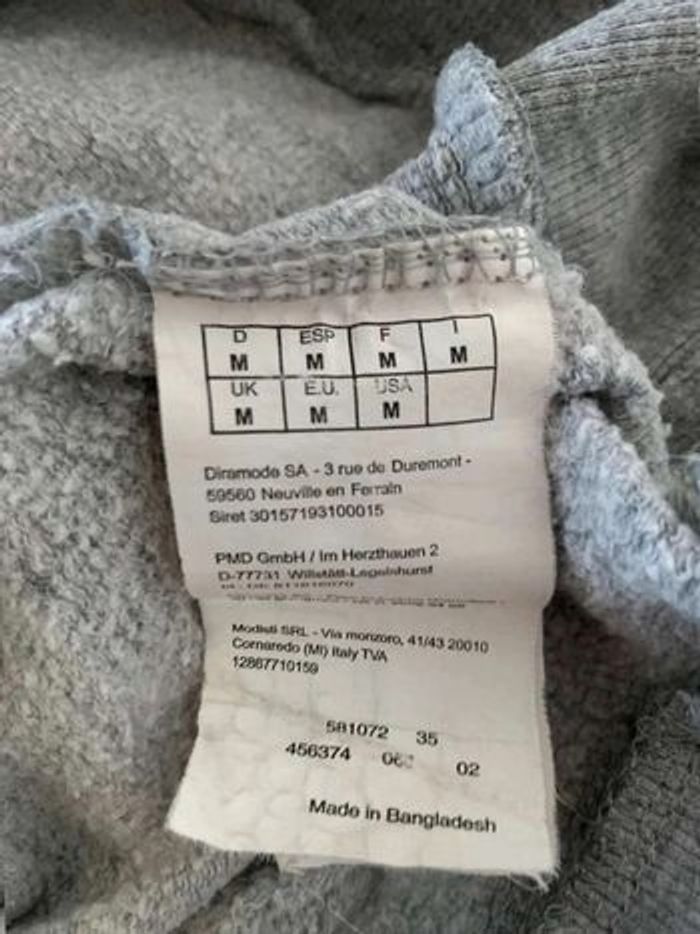 D ESP F I
M M M M
UK E.U. USA
M M M
Diramode SA - 3 rue de Duremont -
59560 Neuville en Ferrain
Siret 30157193100015
PMD GmbH / Im Herzthauen 2
D-77731 Willstätt-Legelshurst
Modisti SRL - Via monzoro, 41/43 20010
Cornaredo (MI) Italy TVA
12867710159
581072 35
456374 02
Made in Bangladesh